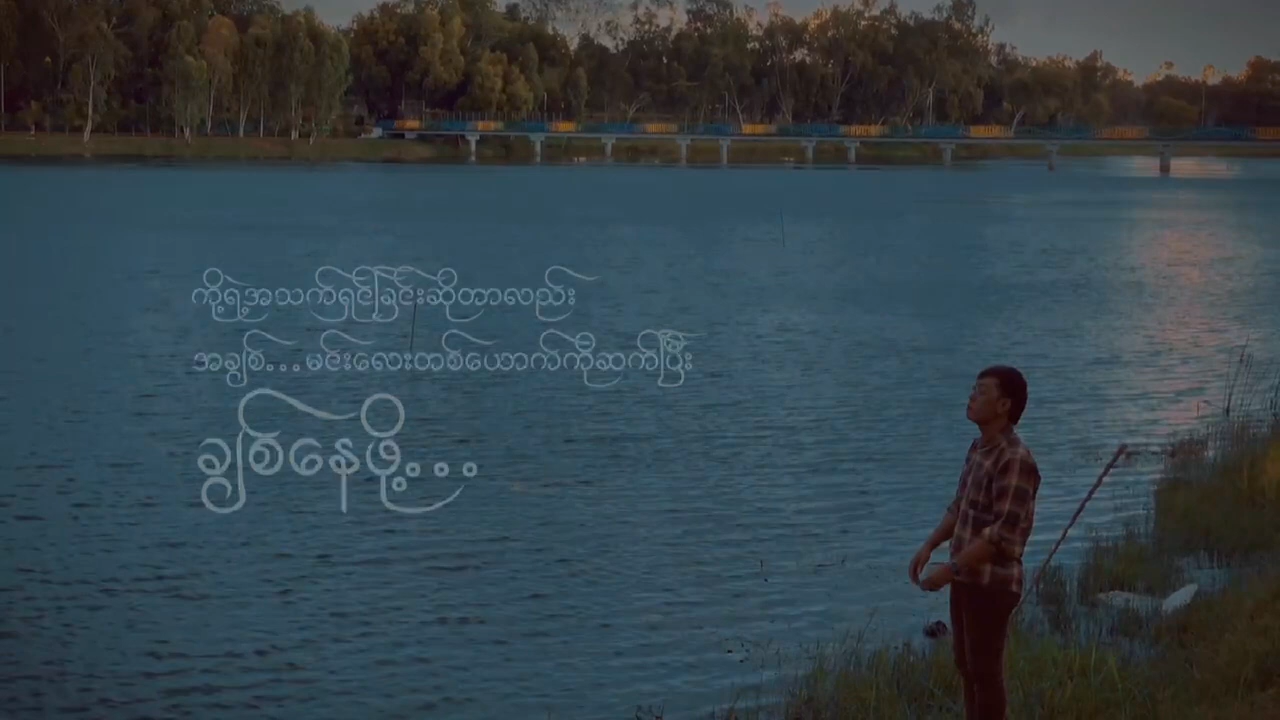 ကို့ရဲ့အသက်ရှင်ခြင်းဆိုတာလည်း
အချစ်...မင်းလေးတစ်ယောက်ကိုဆက်ပြီး
ချစ်နေဖို့...